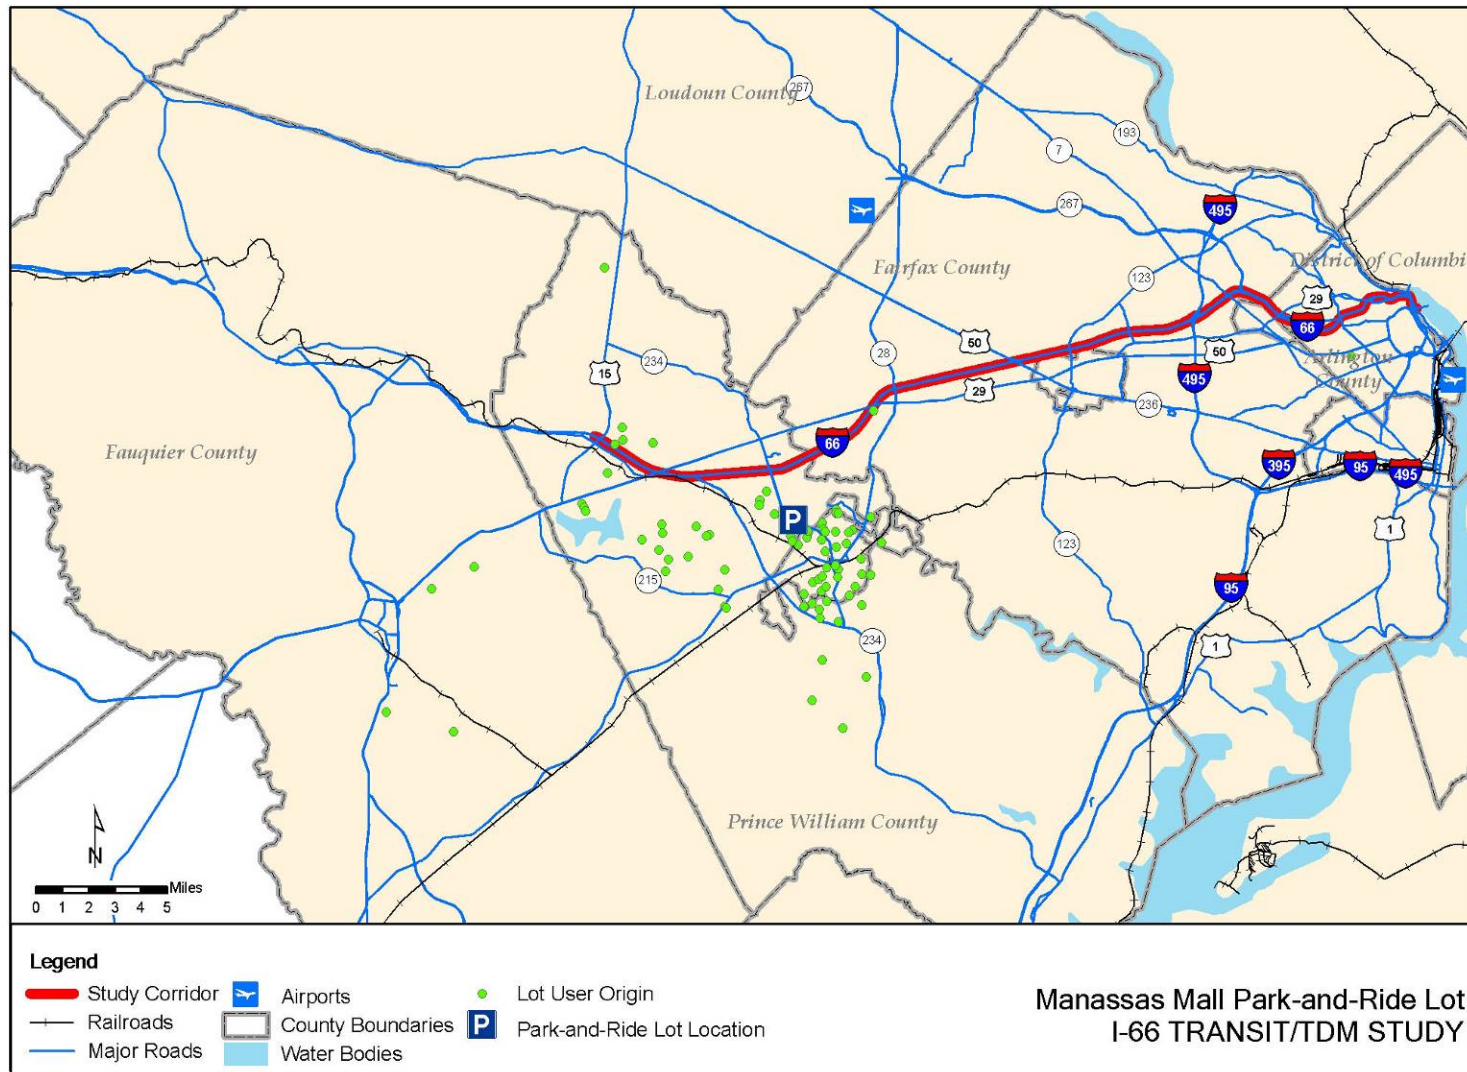 Loudoun County
267
193
7
267
495
Fairfax County
District of Columbi
123
29
66
50
50
Arlington
County
15
234
28
29
495
236
Fauquier County
66
395
95
495
P
1
215
123
95
234
1
Prince William County
N
Miles
0 1 2 3 4 5
Legend
Study Corridor
Airports
Lot User Origin
Railroads
County Boundaries
P
Park-and-Ride Lot Location
Major Roads
Water Bodies
Manassas Mall Park-and-Ride Lot
I-66 TRANSIT/TDM STUDY